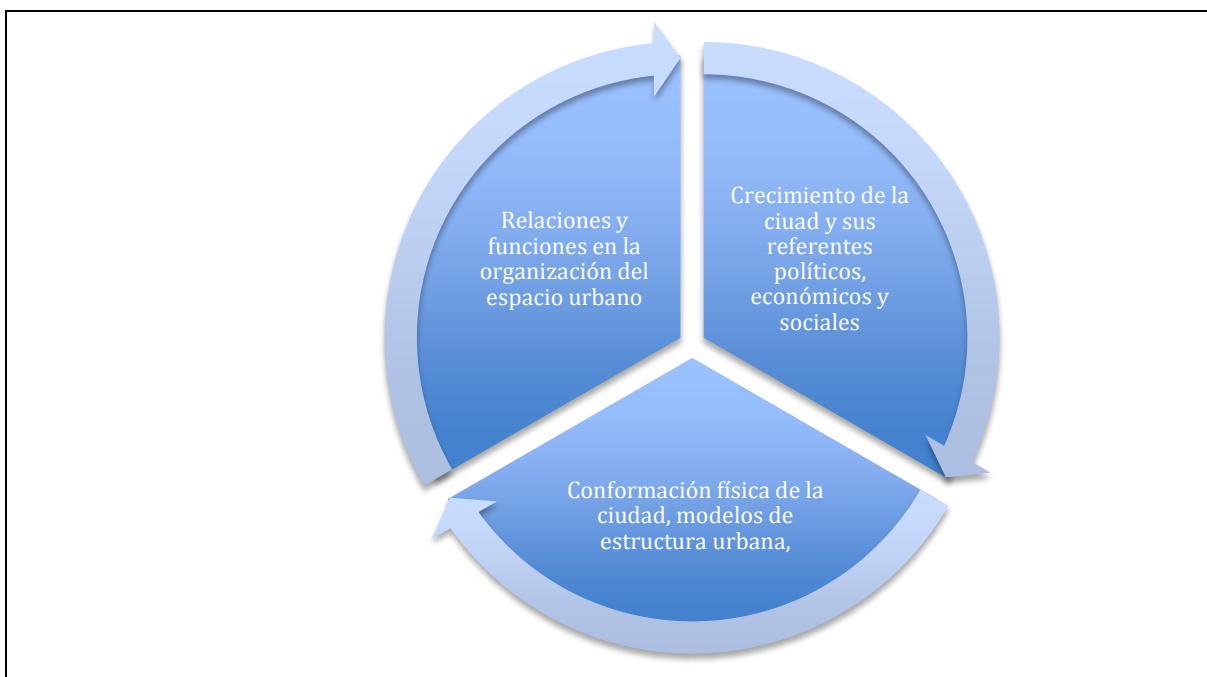 Relaciones y
funciones en la
organización del
espacio urbano
Crecimiento de la
ciuad y sus
referentes
políticos,
económicos y
sociales
Conformación física de la
ciudad, modelos de
estructura urbana,